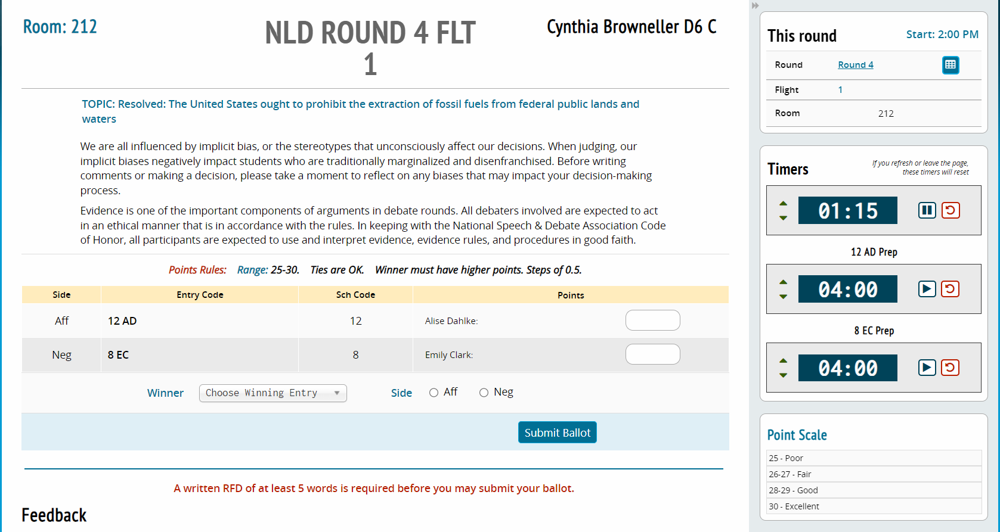 Room: 212
NLD ROUND 4 FLT
1
Cynthia Browneller D6 C
TOPIC: Resolved: The United States ought to prohibit the extraction of fossil fuels from federal public lands and
waters
We are all influenced by implicit bias, or the stereotypes that unconsciously affect our decisions. When judging, our
implicit biases negatively impact students who are traditionally marginalized and disenfranchised. Before writing
comments or making a decision, please take a moment to reflect on any biases that may impact your decision-making
process.
Evidence is one of the important components of arguments in debate rounds. All debaters involved are expected to act
in an ethical manner that is in accordance with the rules. In keeping with the National Speech & Debate Association Code
of Honor, all participants are expected to use and interpret evidence, evidence rules, and procedures in good faith.
Points Rules: Range: 25-30. Ties are OK. Winner must have higher points. Steps of 0.5.
Side Entry Code Sch Code Points
Aff 12 AD 12 Alise Dahlke:
Neg 8 EC 8 Emily Clark:
Winner Choose Winning Entry Side Aff Neg
Submit Ballot
A written RFD of at least 5 words is required before you may submit your ballot.
Feedback
This round Start: 2:00 PM
Round Round 4
Flight 1
Room 212
Timers
If you refresh or leave the page,
these timers will reset
01:15
12 AD Prep
04:00
8 EC Prep
04:00
Point Scale
25 - Poor
26-27 - Fair
28-29 - Good
30 - Excellent